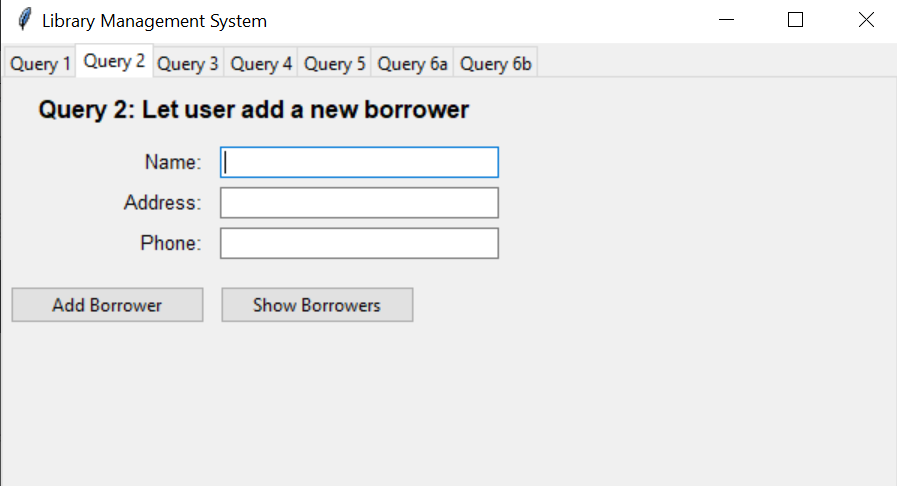 Library Management System
Query 1 Query 2 Query 3 Query 4 Query 5 Query 6a Query 6b
Query 2: Let user add a new borrower
Name:
Address:
Phone:
Add Borrower Show Borrowers